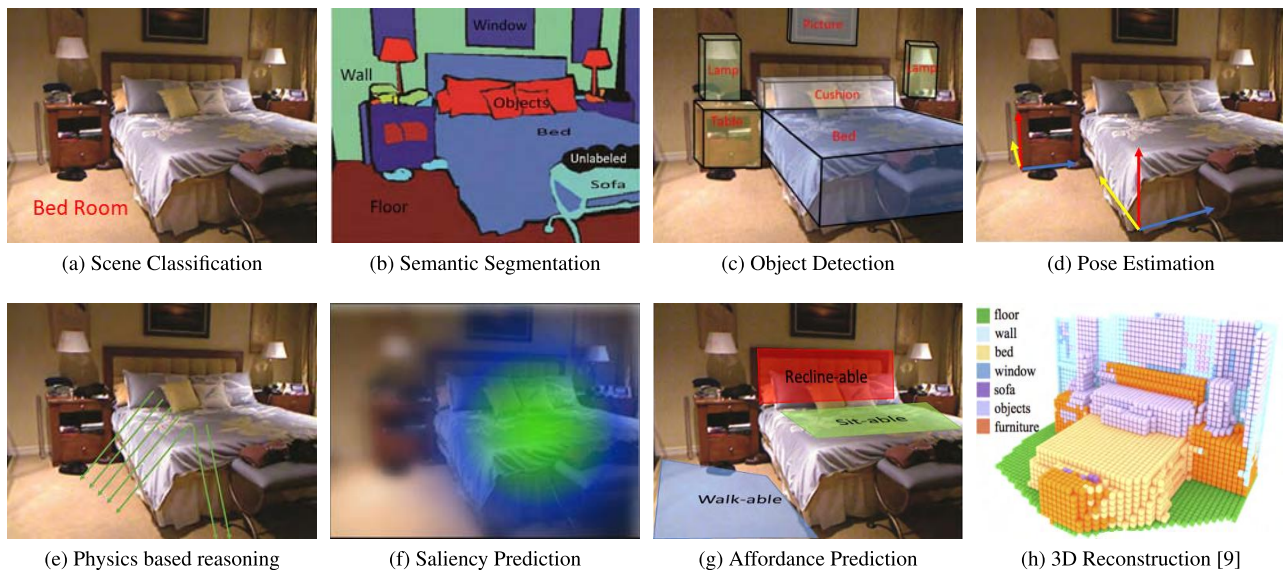 Bed Room
Window
Wall
Objects
Bed
Unlabeled
Sofa
Floor
Picture
Lamp
Lamp
Cushion
Table
Bed
(a) Scene Classification
(b) Semantic Segmentation
(c) Object Detection
(d) Pose Estimation
Recline-able
Sit-able
Walk-able
floor
wall
bed
window
sofa
objects
furniture
(e) Physics based reasoning
(f) Saliency Prediction
(g) Affordance Prediction
(h) 3D Reconstruction [9]